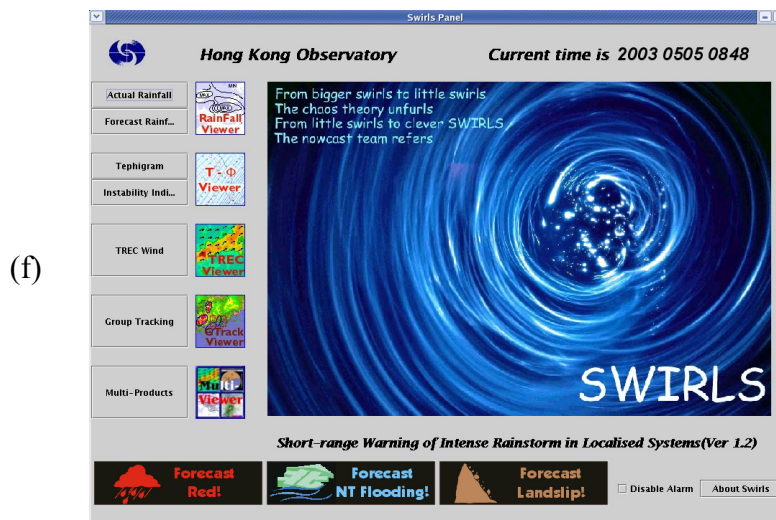 Swirls Panel
Hong Kong Observatory
Current time is 2003 0505 0848
Actual Rainfall
Forecast Rainf...
RainFall
Viewer
From bigger swirls to little swirls
The chaos theory unfurls
From little swirls to clever SWIRLS
The nowcast team refers
Tephigram
Instability Indi...
T - Φ
Viewer
(f)
TREC Wind
TREC
Viewer
Group Tracking
GTrack
Viewer
Multi-Products
Multi-
Viewer
SWIRLS
Short-range Warning of Intense Rainstorm in Localised Systems(Ver 1.2)
Forecast
Red!
Forecast
NT Flooding!
Forecast
Landslip!
Disable Alarm
About Swirls